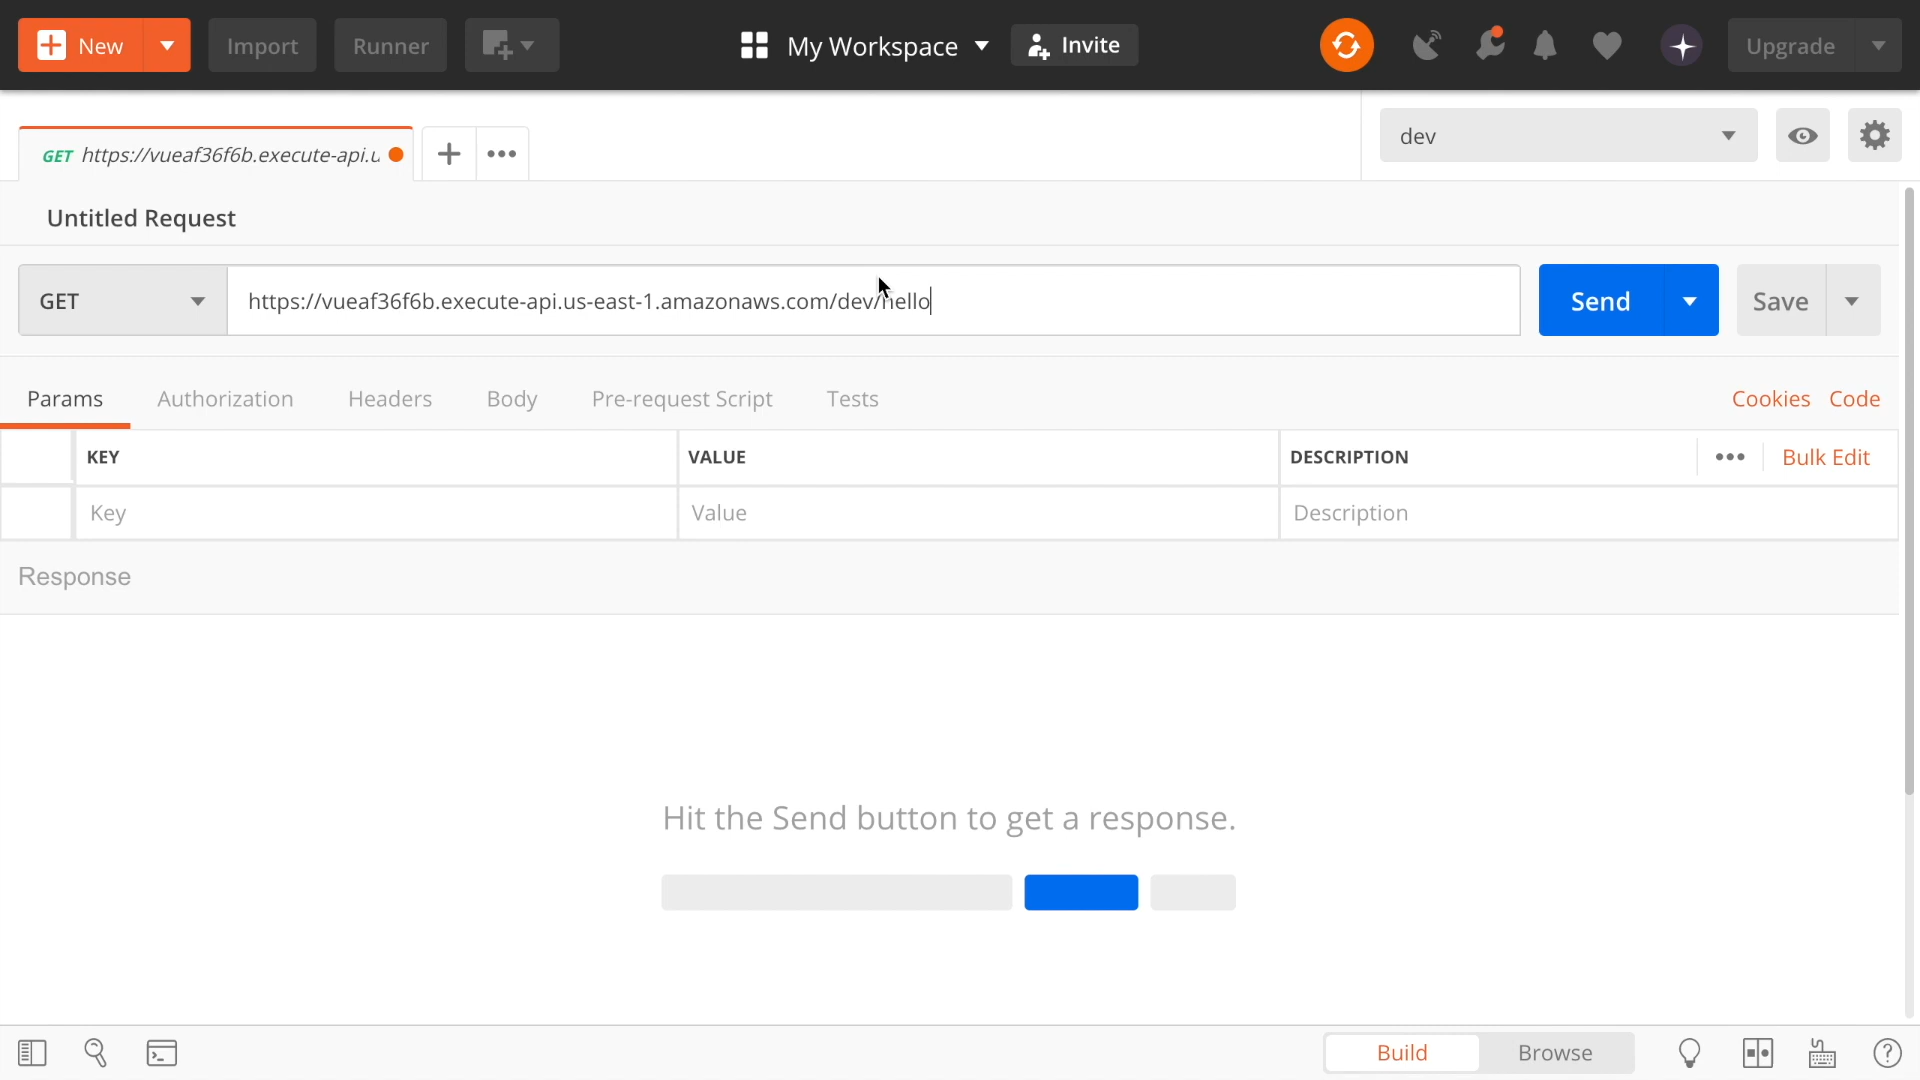 New Import Runner My Workspace Invite Upgrade
GET https://vueaf36f6b.execute-api.u
dev
Untitled Request
GET https://vueaf36f6b.execute-api.us-east-1.amazonaws.com/dev/hello Send Save
Params Authorization Headers Body Pre-request Script Tests Cookies Code
KEY VALUE DESCRIPTION Bulk Edit
Key Value Description
Response
Hit the Send button to get a response.
Build Browse